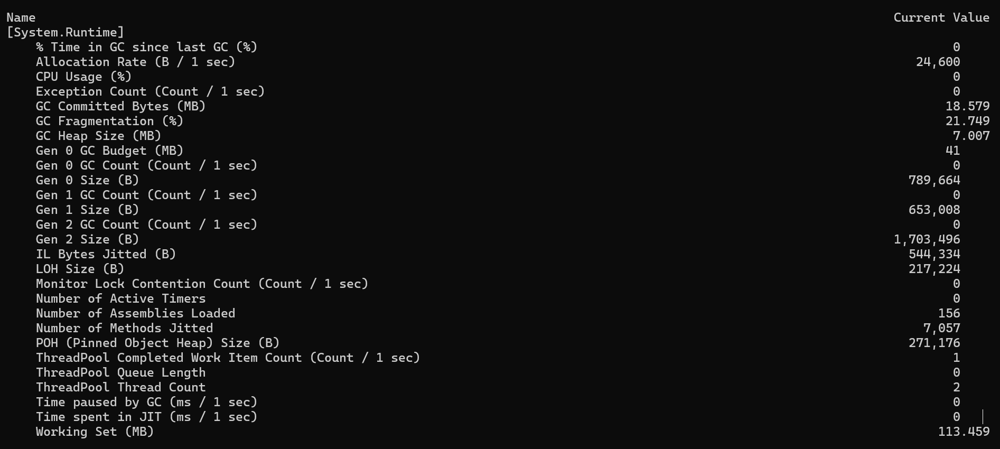 Name Current Value
[System.Runtime]
% Time in GC since last GC (%) 0
Allocation Rate (B / 1 sec) 24,600
CPU Usage (%) 0
Exception Count (Count / 1 sec) 0
GC Committed Bytes (MB) 18.579
GC Fragmentation (%) 21.749
GC Heap Size (MB) 7.007
Gen 0 GC Budget (MB) 41
Gen 0 GC Count (Count / 1 sec) 0
Gen 0 Size (B) 789,664
Gen 1 GC Count (Count / 1 sec) 0
Gen 1 Size (B) 653,008
Gen 2 GC Count (Count / 1 sec) 0
Gen 2 Size (B) 1,703,496
IL Bytes Jitted (B) 544,334
LOH Size (B) 217,224
Monitor Lock Contention Count (Count / 1 sec) 0
Number of Active Timers 0
Number of Assemblies Loaded 156
Number of Methods Jitted 7,057
POH (Pinned Object Heap) Size (B) 271,176
ThreadPool Completed Work Item Count (Count / 1 sec) 1
ThreadPool Queue Length 0
ThreadPool Thread Count 2
Time paused by GC (ms / 1 sec) 0
Time spent in JIT (ms / 1 sec) 0
Working Set (MB) 113.459